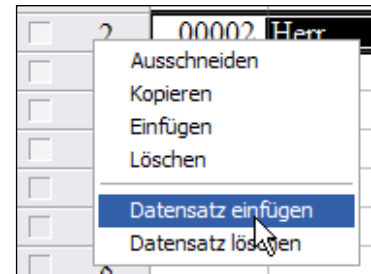 2 00002 Herr
Ausschneiden
Kopieren
Einfügen
Löschen
Datensatz einfügen
Datensatz löschen